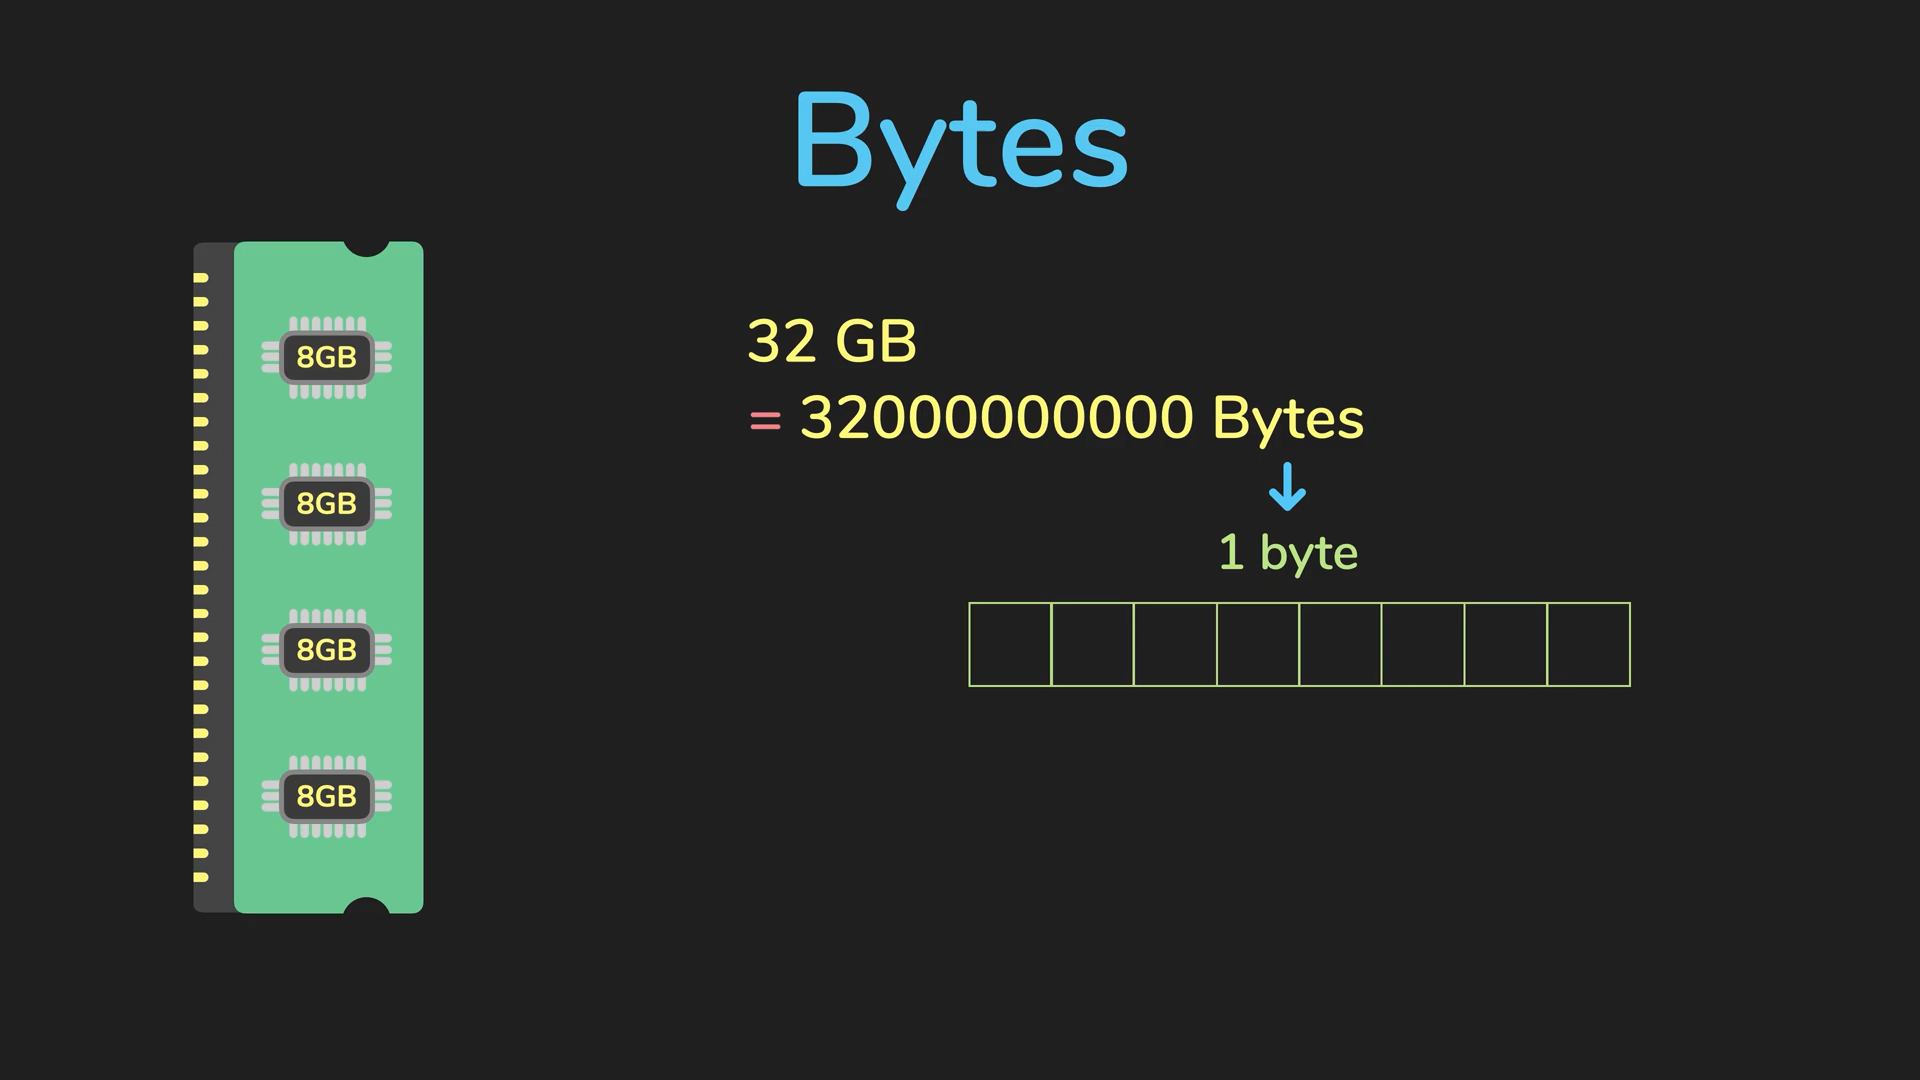 Bytes
8GB
8GB
8GB
8GB
32 GB
= 32000000000 Bytes
1 byte